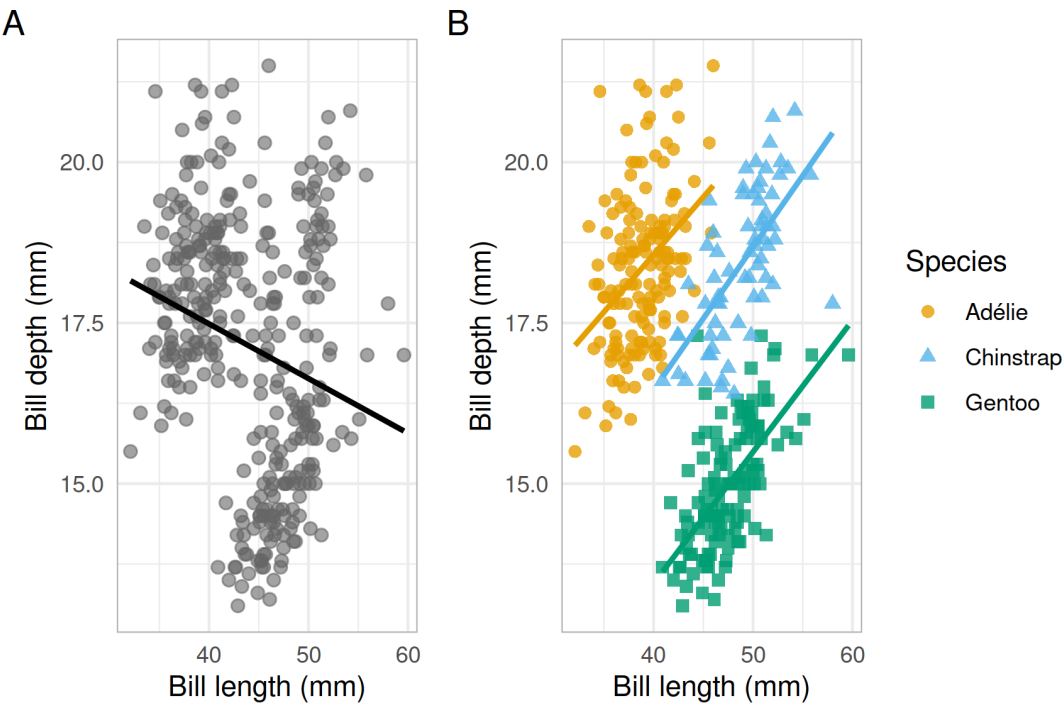 A
B
Bill depth (mm)
20.0
17.5
15.0
40
50
60
Bill length (mm)
Bill depth (mm)
20.0
17.5
15.0
40
50
60
Bill length (mm)
Species
Adélie
Chinstrap
Gentoo